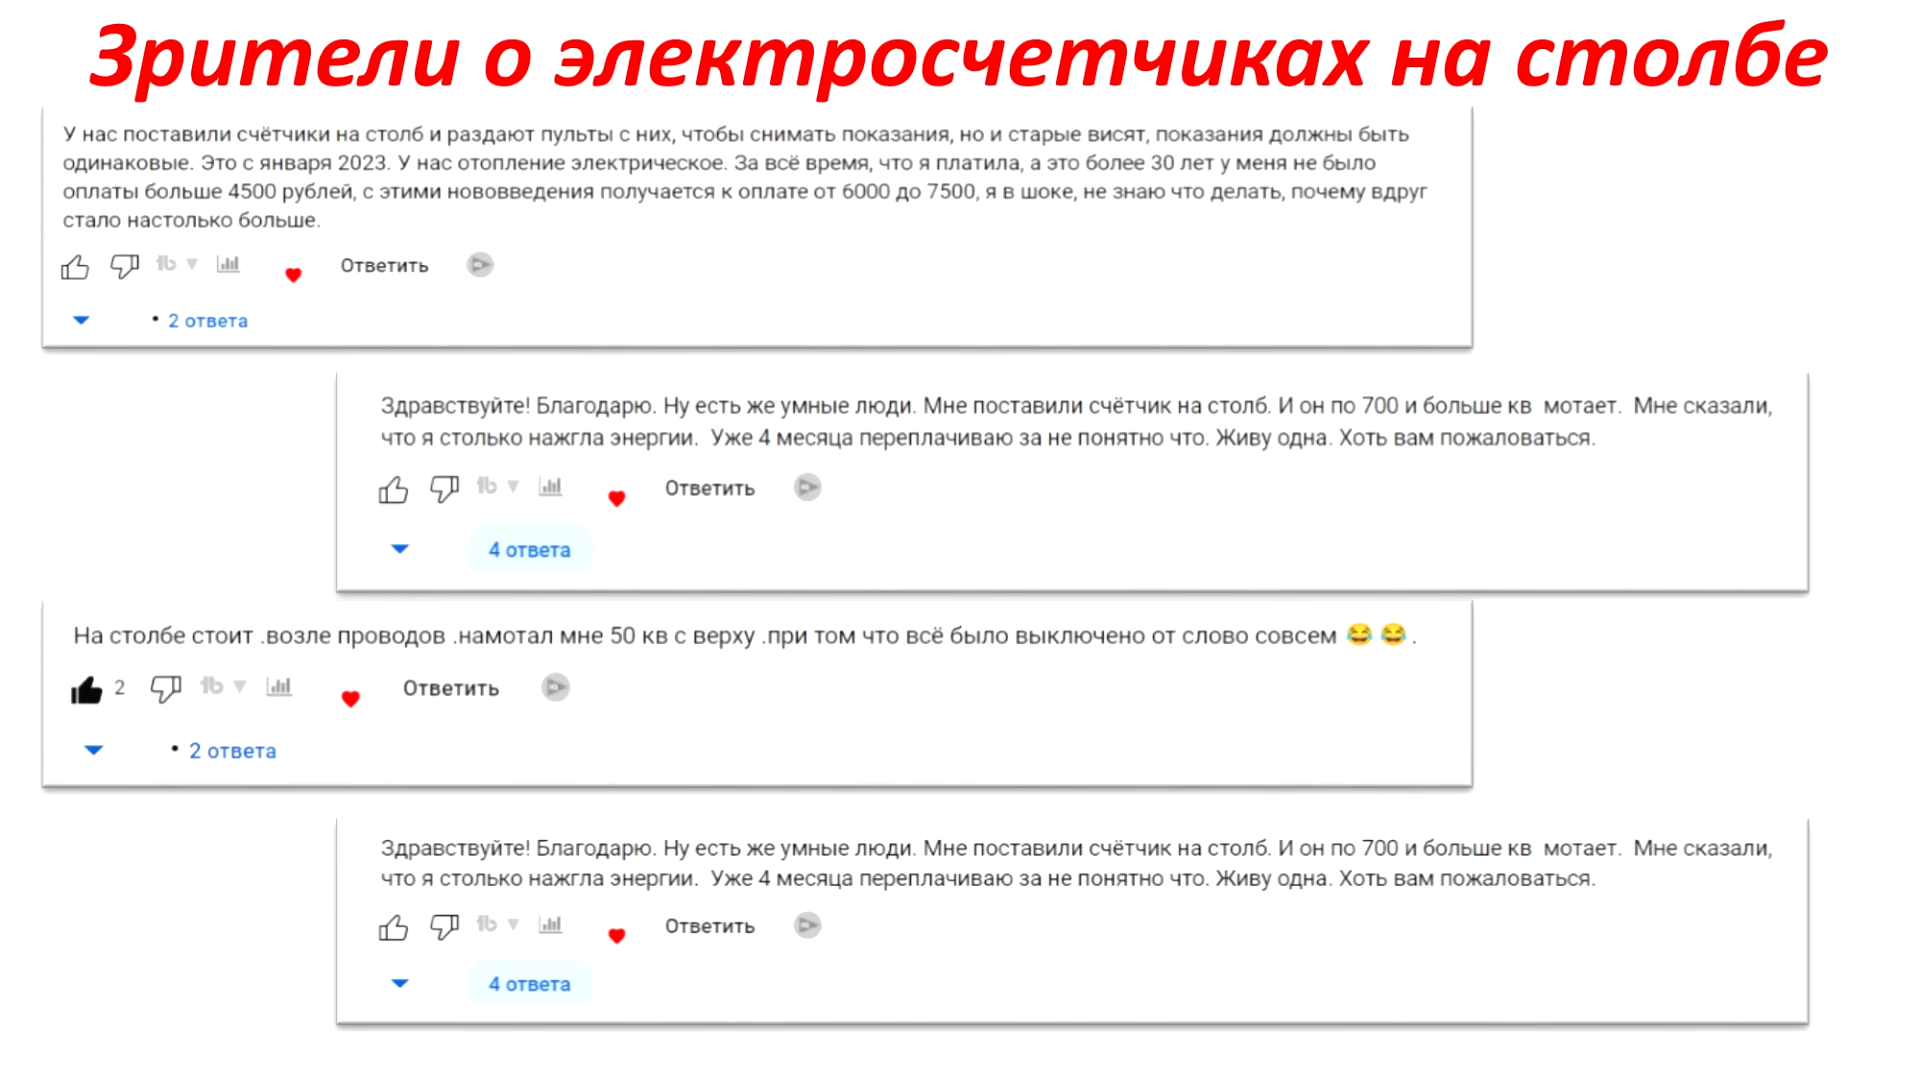 Зрители о электросчетчиках на столбе
У нас поставили счётчики на столб и раздают пульты с них, чтобы снимать показания, но и старые висят, показания должны быть
одинаковые. Это с января 2023. У нас отопление электрическое. За всё время, что я платила, а это более 30 лет у меня не было
оплаты больше 4500 рублей, с этими нововведения получается к оплате от 6000 до 7500, я в шоке, не знаю что делать, почему вдруг
стало настолько больше.
Ответить
• 2 ответа
Здравствуйте! Благодарю. Ну есть же умные люди. Мне поставили счётчик на столб. И он по 700 и больше кв  мотает.  Мне сказали,
что я столько нажгла энергии.  Уже 4 месяца переплачиваю за не понятно что. Живу одна. Хоть вам пожаловаться.
Ответить
4 ответа
На столбе стоит .возле проводов .намотал мне 50 кв с верху .при том что всё было выключено от слово совсем 😂 😂 .
2 Ответить
• 2 ответа
Здравствуйте! Благодарю. Ну есть же умные люди. Мне поставили счётчик на столб. И он по 700 и больше кв  мотает.  Мне сказали,
что я столько нажгла энергии.  Уже 4 месяца переплачиваю за не понятно что. Живу одна. Хоть вам пожаловаться.
Ответить
4 ответа